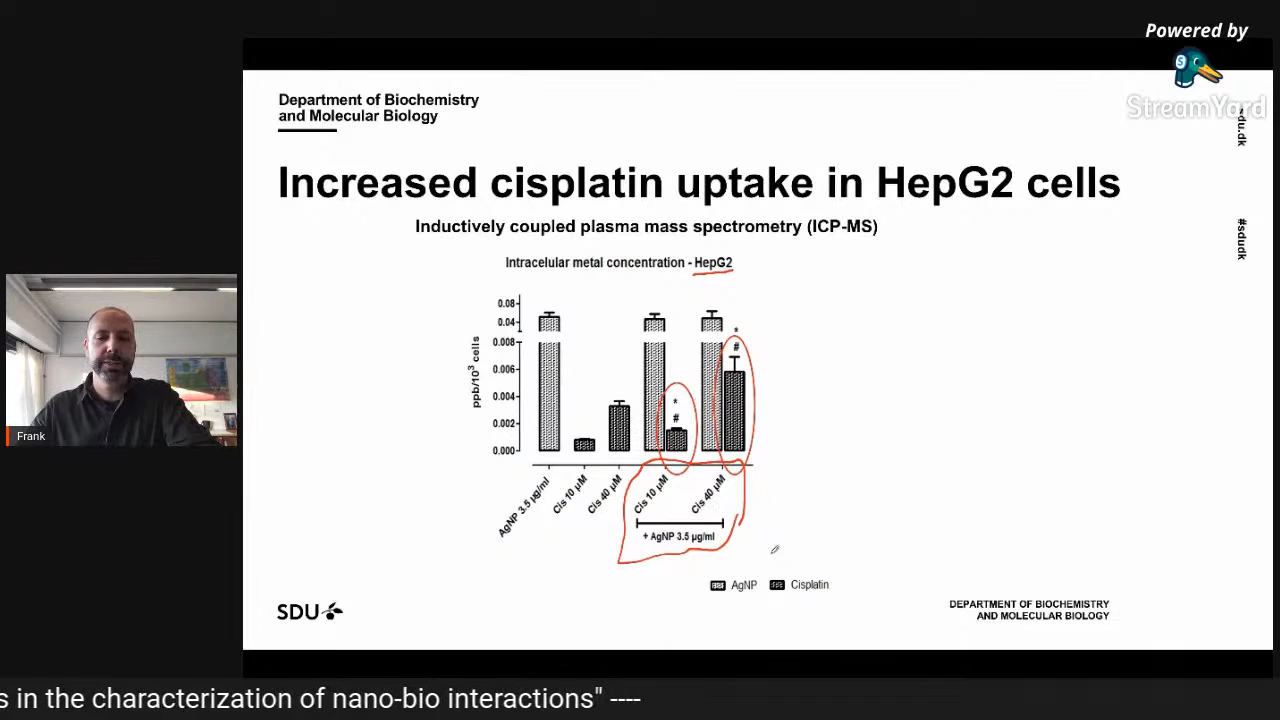 Powered by
StreamYard
Department of Biochemistry
and Molecular Biology
sdu.dk
#sdudk
Increased cisplatin uptake in HepG2 cells
Inductively coupled plasma mass spectrometry (ICP-MS)
Intracelular metal concentration - HepG2
0.08
0.04
0.008
0.006
0.004
0.002
0.000
ppb/10³ cells
*
#
*
#
AgNP 3.5 µg/ml
Cis 10 µM
Cis 40 µM
Cis 10 µM
Cis 40 µM
+ AgNP 3.5 µg/ml
AgNP
Cisplatin
Frank
SDU
DEPARTMENT OF BIOCHEMISTRY
AND MOLECULAR BIOLOGY
s in the characterization of nano-bio interactions" ----